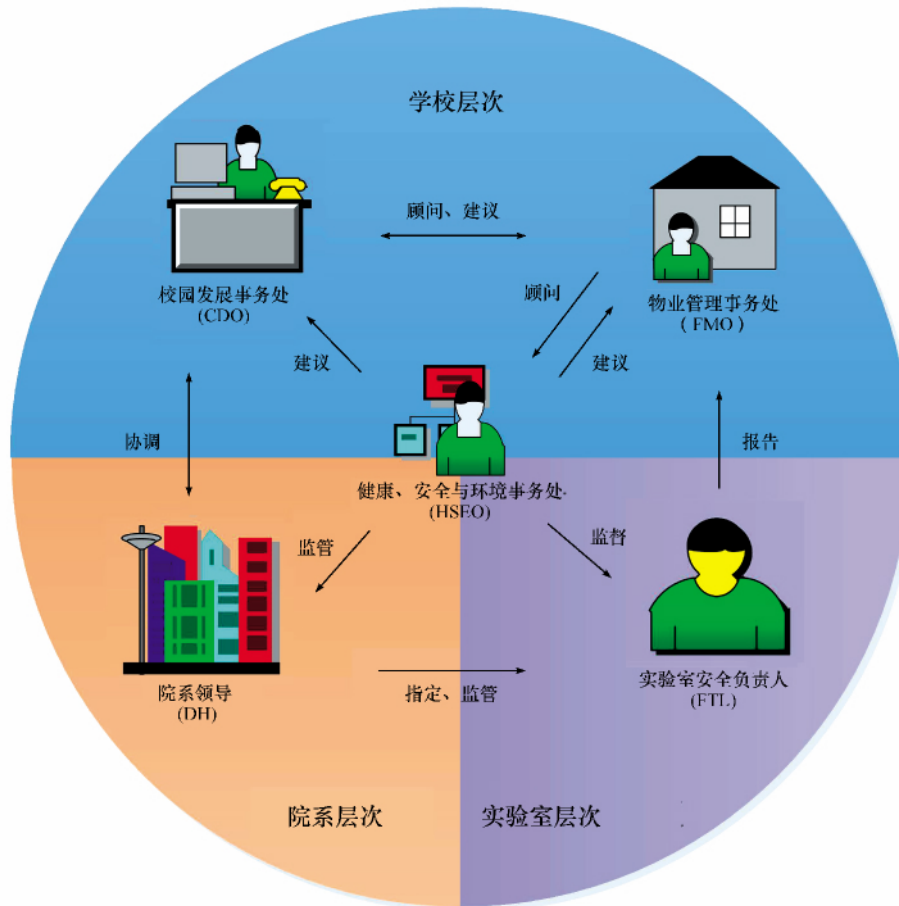 学校层次
顾问、建议
校园发展事务处
(CDO)
顾问
物业管理事务处
(FMO)
建议
建议
协调
报告
健康、安全与环境事务处
(HSEO)
监管
监督
指定、监管
院系领导
(DH)
实验室安全负责人
(FTL)
院系层次
实验室层次